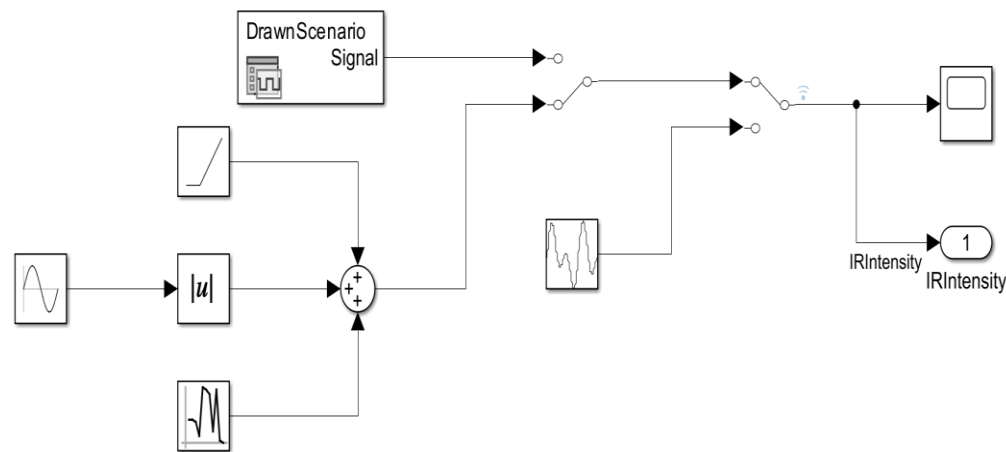 DrawnScenario
Signal
|u|
+
+
+
1
IRIntensity
IRIntensity